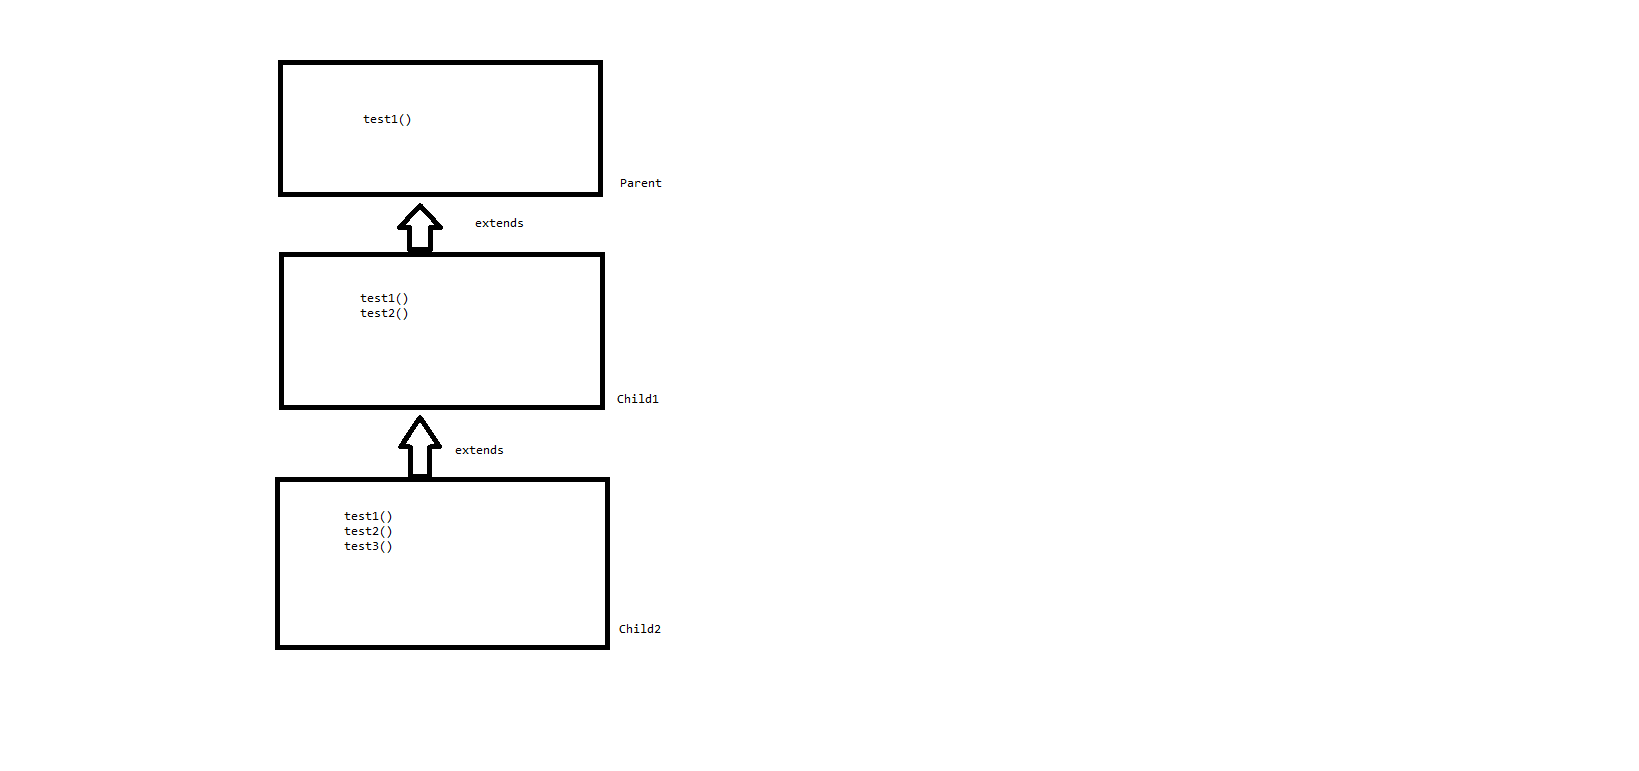 test1()
Parent
extends
test1()
test2()
Child1
extends
test1()
test2()
test3()
Child2